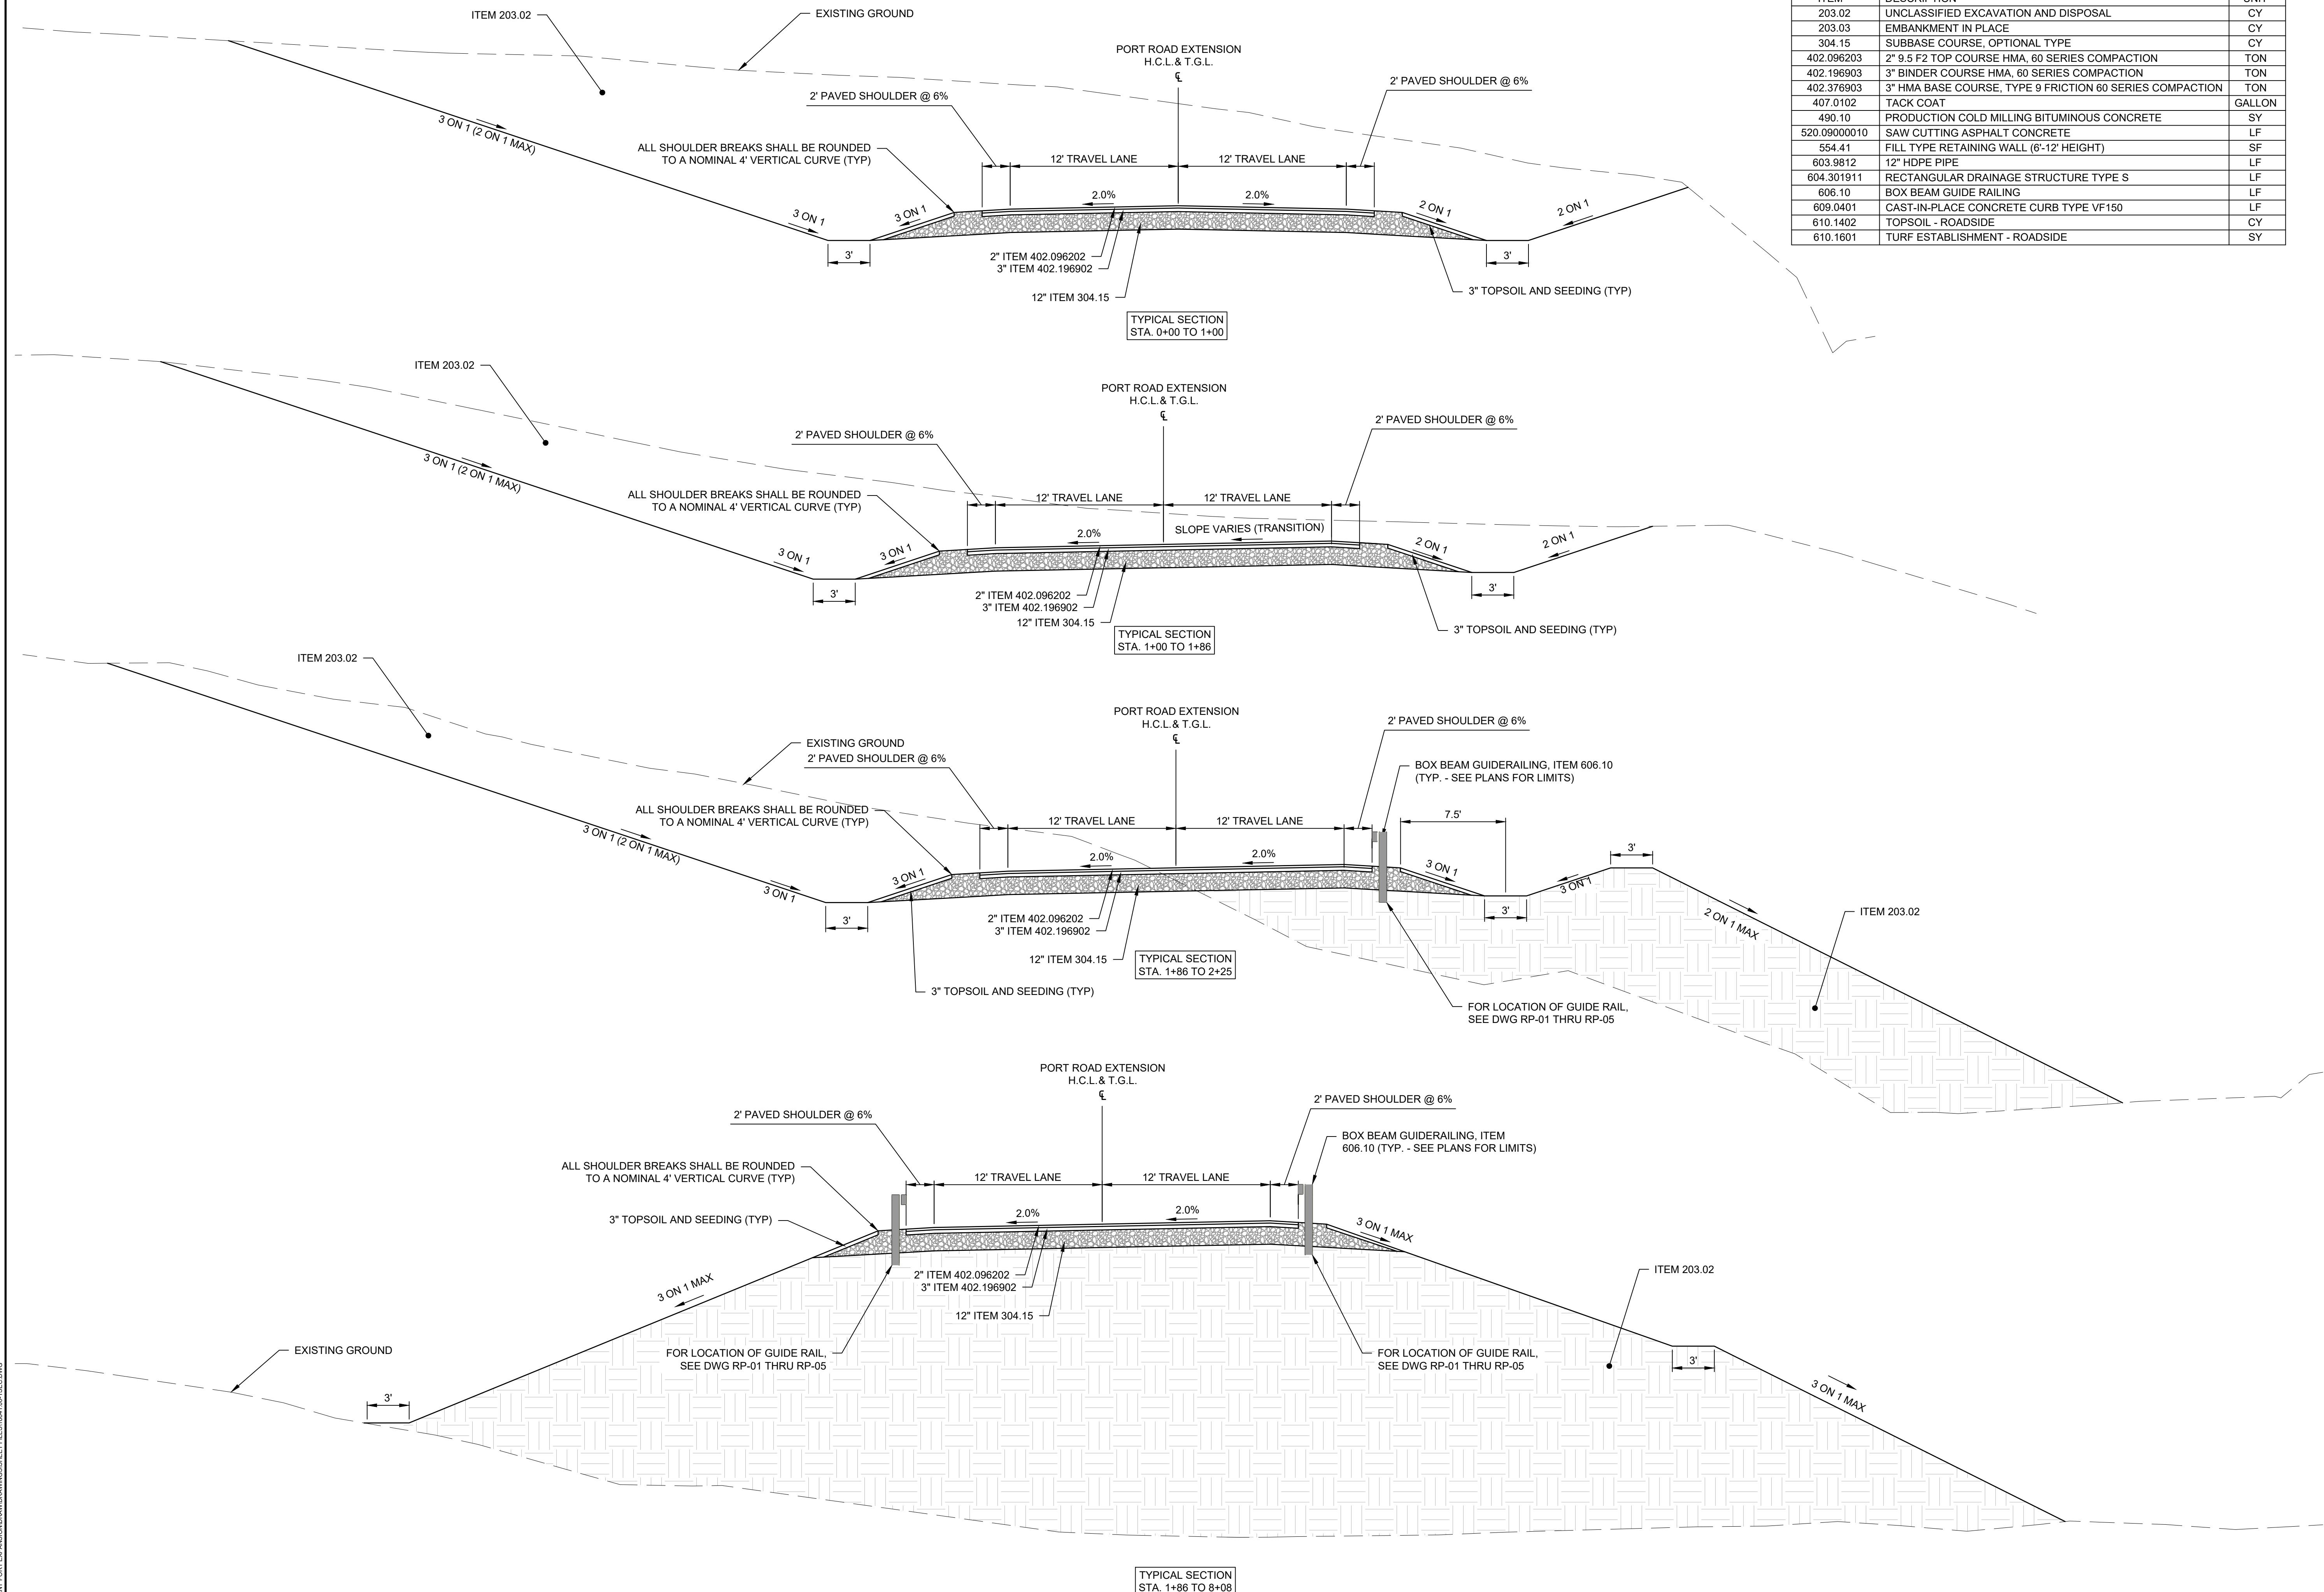 ITEM DESCRIPTION UNIT
203.02 UNCLASSIFIED EXCAVATION AND DISPOSAL CY
203.03 EMBANKMENT IN PLACE CY
304.15 SUBBASE COURSE, OPTIONAL TYPE CY
402.096203 2" 9.5 F2 TOP COURSE HMA, 60 SERIES COMPACTION TON
402.196903 3" BINDER COURSE HMA, 60 SERIES COMPACTION TON
402.376903 3" HMA BASE COURSE, TYPE 9 FRICTION 60 SERIES COMPACTION TON
407.0102 TACK COAT GALLON
490.10 PRODUCTION COLD MILLING BITUMINOUS CONCRETE SY
520.09000010 SAW CUTTING ASPHALT CONCRETE LF
554.41 FILL TYPE RETAINING WALL (6'-12' HEIGHT) SF
603.9812 12" HDPE PIPE LF
604.301911 RECTANGULAR DRAINAGE STRUCTURE TYPE S LF
606.10 BOX BEAM GUIDE RAILING LF
609.0401 CAST-IN-PLACE CONCRETE CURB TYPE VF150 LF
610.1402 TOPSOIL - ROADSIDE CY
610.1601 TURF ESTABLISHMENT - ROADSIDE SY
ITEM 203.02
EXISTING GROUND
PORT ROAD EXTENSION
H.C.L.& T.G.L.
℄
2' PAVED SHOULDER @ 6%
2' PAVED SHOULDER @ 6%
3 ON 1 (2 ON 1 MAX)
ALL SHOULDER BREAKS SHALL BE ROUNDED
TO A NOMINAL 4' VERTICAL CURVE (TYP)
12' TRAVEL LANE
12' TRAVEL LANE
2.0%
2.0%
3 ON 1
3 ON 1
2 ON 1
2 ON 1
3'
3'
2" ITEM 402.096202
3" ITEM 402.196902
12" ITEM 304.15
3" TOPSOIL AND SEEDING (TYP)
TYPICAL SECTION
STA. 0+00 TO 1+00
ITEM 203.02
PORT ROAD EXTENSION
H.C.L.& T.G.L.
℄
2' PAVED SHOULDER @ 6%
2' PAVED SHOULDER @ 6%
3 ON 1 (2 ON 1 MAX)
ALL SHOULDER BREAKS SHALL BE ROUNDED
TO A NOMINAL 4' VERTICAL CURVE (TYP)
12' TRAVEL LANE
12' TRAVEL LANE
2.0%
SLOPE VARIES (TRANSITION)
3 ON 1
3 ON 1
2 ON 1
2 ON 1
3'
3'
2" ITEM 402.096202
3" ITEM 402.196902
12" ITEM 304.15
3" TOPSOIL AND SEEDING (TYP)
TYPICAL SECTION
STA. 1+00 TO 1+86
ITEM 203.02
PORT ROAD EXTENSION
H.C.L.& T.G.L.
℄
2' PAVED SHOULDER @ 6%
EXISTING GROUND
2' PAVED SHOULDER @ 6%
BOX BEAM GUIDERAILING, ITEM 606.10
(TYP. - SEE PLANS FOR LIMITS)
ALL SHOULDER BREAKS SHALL BE ROUNDED
TO A NOMINAL 4' VERTICAL CURVE (TYP)
12' TRAVEL LANE
12' TRAVEL LANE
7.5'
3 ON 1 (2 ON 1 MAX)
2.0%
2.0%
3'
3 ON 1
3 ON 1
3 ON 1
3 ON 1
3'
3'
2 ON 1 MAX
ITEM 203.02
2" ITEM 402.096202
3" ITEM 402.196902
12" ITEM 304.15
TYPICAL SECTION
STA. 1+86 TO 2+25
3" TOPSOIL AND SEEDING (TYP)
FOR LOCATION OF GUIDE RAIL,
SEE DWG RP-01 THRU RP-05
PORT ROAD EXTENSION
H.C.L.& T.G.L.
℄
2' PAVED SHOULDER @ 6%
2' PAVED SHOULDER @ 6%
BOX BEAM GUIDERAILING, ITEM
606.10 (TYP. - SEE PLANS FOR LIMITS)
ALL SHOULDER BREAKS SHALL BE ROUNDED
TO A NOMINAL 4' VERTICAL CURVE (TYP)
12' TRAVEL LANE
12' TRAVEL LANE
3" TOPSOIL AND SEEDING (TYP)
2.0%
2.0%
3 ON 1 MAX
3 ON 1 MAX
2" ITEM 402.096202
3" ITEM 402.196902
12" ITEM 304.15
ITEM 203.02
EXISTING GROUND
FOR LOCATION OF GUIDE RAIL,
SEE DWG RP-01 THRU RP-05
FOR LOCATION OF GUIDE RAIL,
SEE DWG RP-01 THRU RP-05
3'
3'
3 ON 1 MAX
TYPICAL SECTION
STA. 1+86 TO 8+08